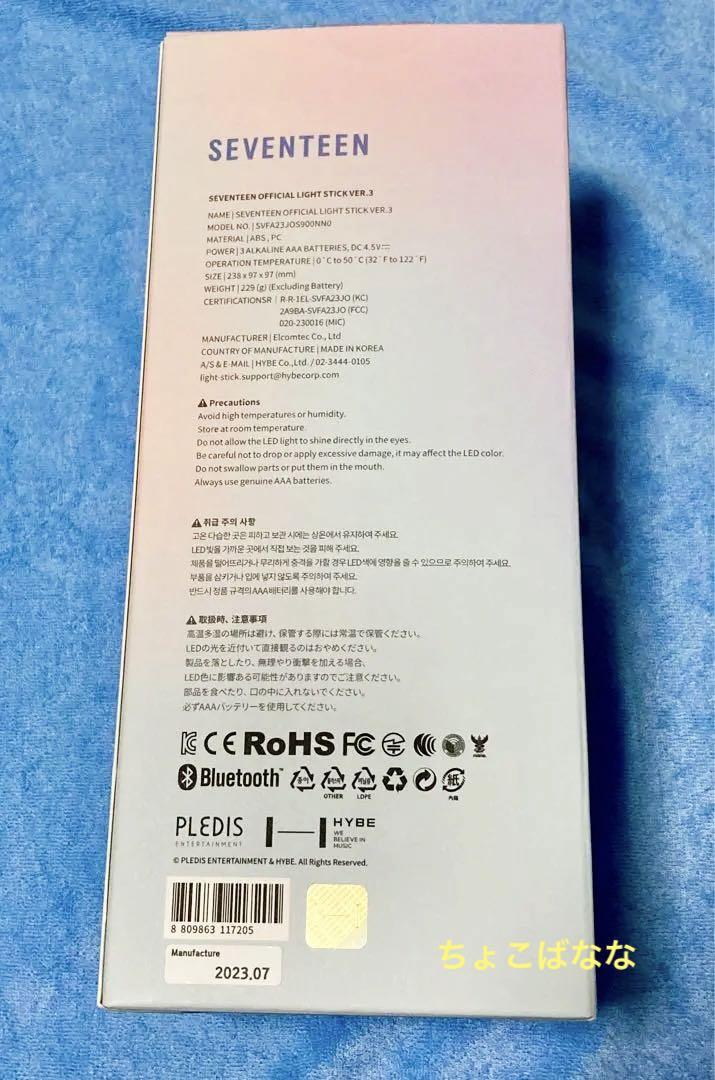 SEVENTEEN
SEVENTEEN OFFICIAL LIGHT STICK VER.3
NAME | SEVENTEEN OFFICIAL LIGHT STICK VER.3
MODEL NO. | SVFA23JOS900NN0
MATERIAL | ABS , PC
POWER | 3 ALKALINE AAA BATTERIES, DC 4.5V⎓
OPERATION TEMPERATURE | 0˚C to 50˚C (32˚F to 122˚F)
SIZE | 238 x 97 x 97 (mm)
WEIGHT | 229 (g) (Excluding Battery)
CERTIFICATIONSR | R-R-1EL-SVFA23JO (KC)
2A9BA-SVFA23JO (FCC)
020-230016 (MIC)
MANUFACTURER | Elcomtec Co., Ltd
COUNTRY OF MANUFACTURE | MADE IN KOREA
A/S & E-MAIL | HYBE Co.,Ltd. / 02-3444-0105
light-stick.support@hybecorp.com
⚠ Precautions
Avoid high temperatures or humidity.
Store at room temperature.
Do not allow the LED light to shine directly in the eyes.
Be careful not to drop or apply excessive damage, it may affect the LED color.
Do not swallow parts or put them in the mouth.
Always use genuine AAA batteries.
⚠ 취급 주의 사항
고온 다습한 곳은 피하고 보관 시에는 상온에서 유지하여 주세요.
LED빛을 가까운 곳에서 직접 보는 것을 피해 주세요.
제품을 떨어뜨리거나 무리하게 충격을 가할 경우 LED색에 영향을 줄 수 있으므로 주의하여 주세요.
부품을 삼키거나 입에 넣지 않도록 주의하여 주세요.
반드시 정품 규격의 AAA배터리를 사용해야 합니다.
⚠ 取扱時、注意事項
高温多湿の場所は避け、保管する際には常温で保管ください。
LEDの光を近付いて直接観るのはおやめください。
製品を落としたり、無理やり衝撃を加える場合、
LED色に影響ある可能性がありますのでご注意ください。
部品を食べたり、口の中に入れないでください。
必ずAAAバッテリーを使用してください。
CE RoHS FC
Bluetooth™ 종이 플라스틱 비닐류 紙
OTHER LDPE 内箱
PLEDIS
ENTERTAINMENT
HYBE
WE
BELIEVE IN
MUSIC
© PLEDIS ENTERTAINMENT & HYBE. All Rights Reserved.
8 809863 117205
Manufacture
2023.07
ちょこばなな